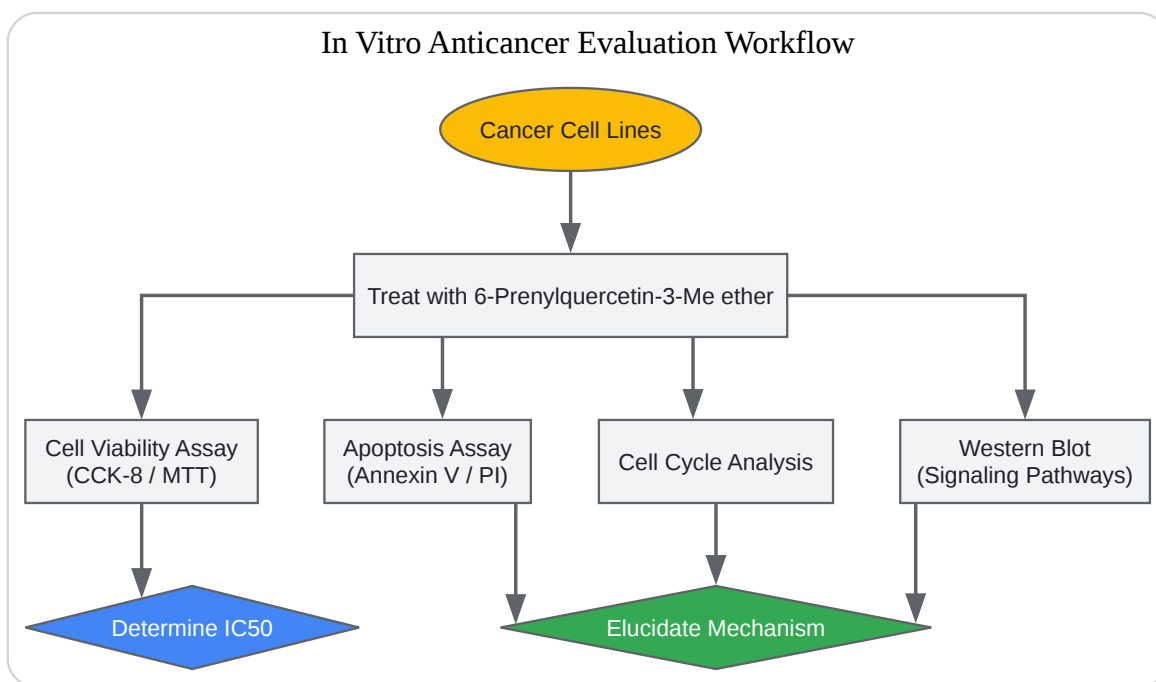 In Vitro Anticancer Evaluation Workflow
Cancer Cell Lines
Treat with 6-Prenylquercetin-3-Me ether
Cell Viability Assay
(CCK-8 / MTT)
Apoptosis Assay
(Annexin V / PI)
Cell Cycle Analysis
Western Blot
(Signaling Pathways)
Determine IC50
Elucidate Mechanism